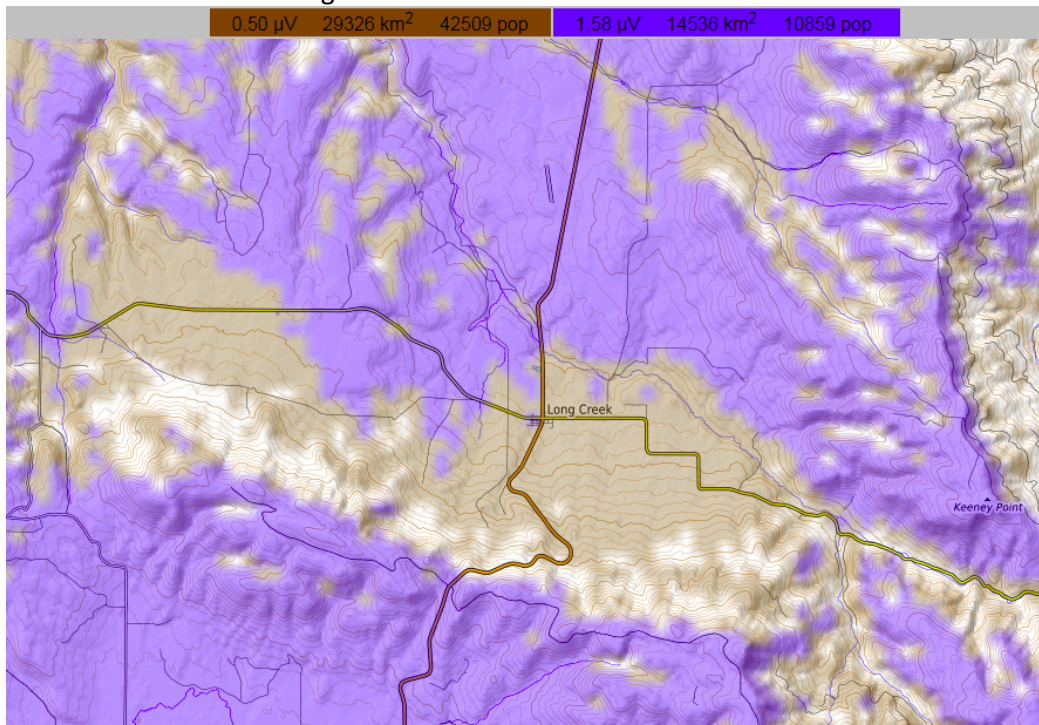 0.50 µV 29326 km² 42509 pop 1.58 µV 14536 km² 10859 pop
Long Creek
Keeney Point